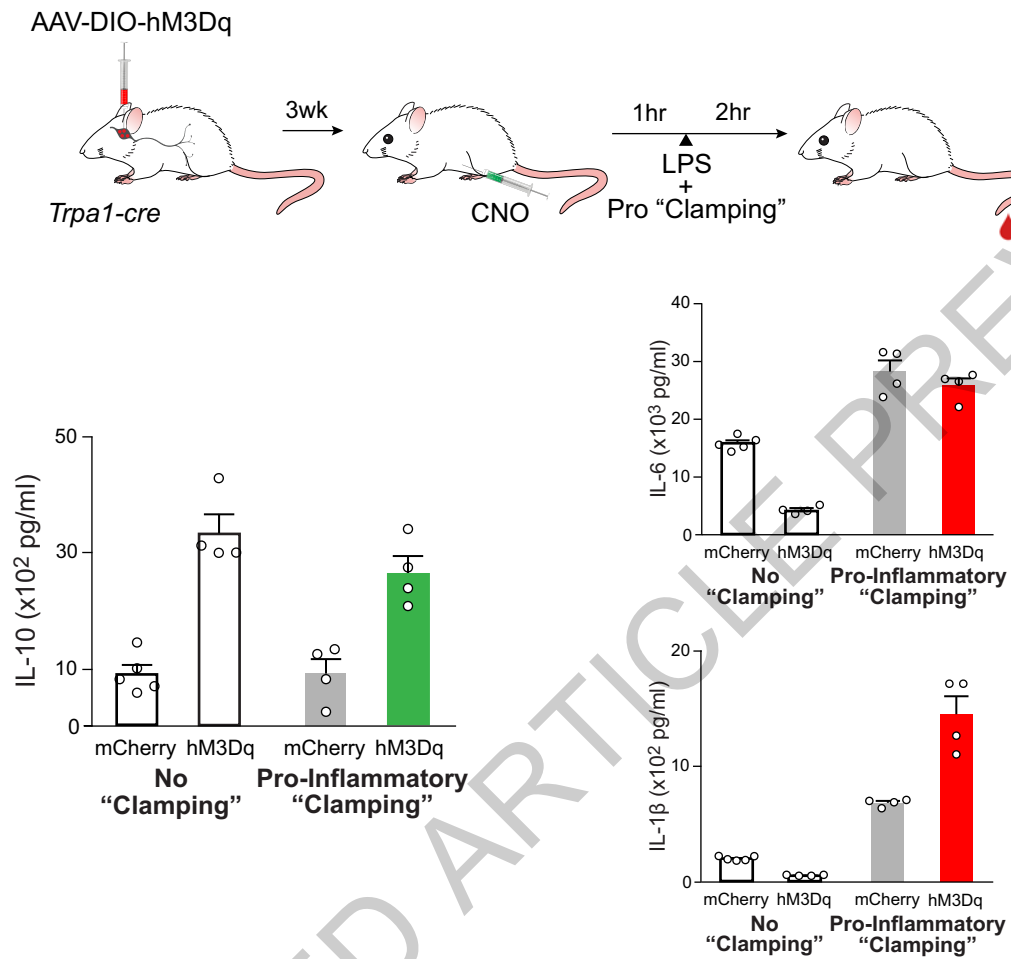 AAV-DIO-hM3Dq
Trpa1-cre
3wk
CNO
1hr
2hr
LPS
+
Pro “Clamping”
IL-10 (x10² pg/ml)
50
30
10
0
mCherry hM3Dq mCherry hM3Dq
No Pro-Inflammatory
“Clamping” “Clamping”
IL-6 (x10³ pg/ml)
40
30
20
10
0
mCherry hM3Dq mCherry hM3Dq
No Pro-Inflammatory
“Clamping” “Clamping”
IL-1β (x10² pg/ml)
20
10
0
mCherry hM3Dq mCherry hM3Dq
No Pro-Inflammatory
“Clamping” “Clamping”
ED ARTICLE PRE